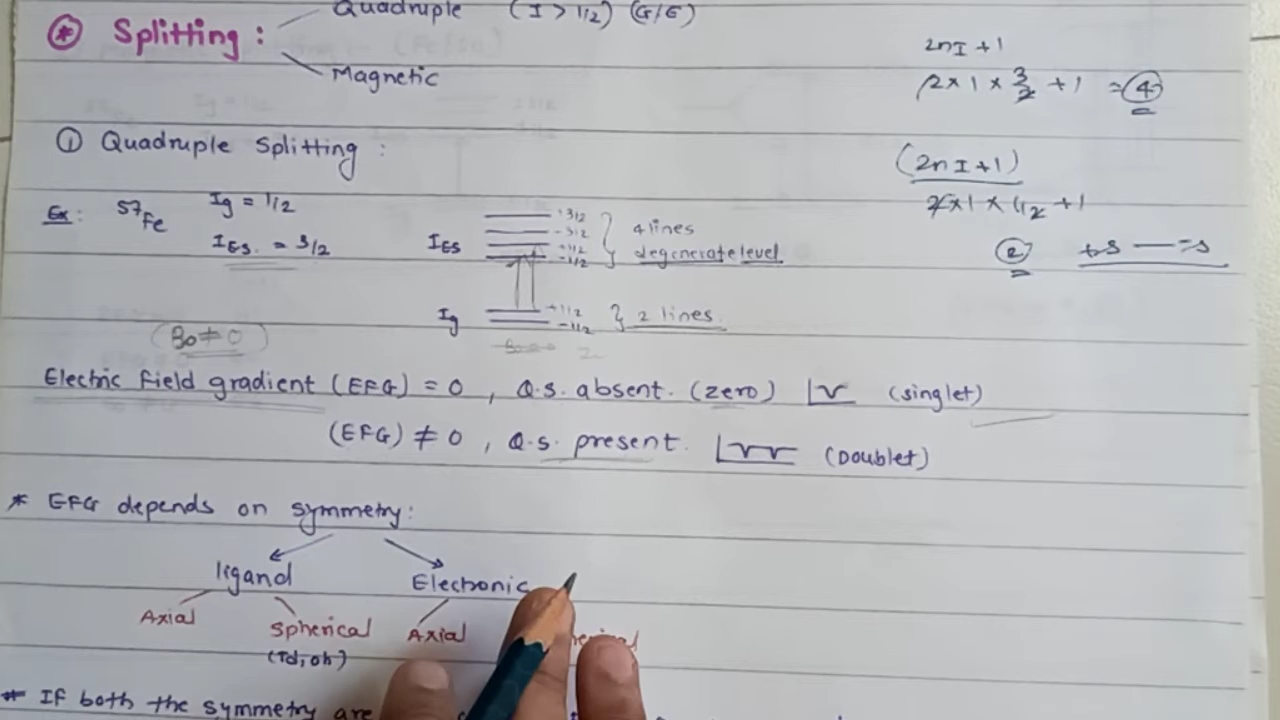 Quadruple (I > 1/2) (G/E)
⊛ Splitting :
Magnetic
2nI + 1
2 × 1 × 3/2 + 1 = 4
① Quadruple Splitting :
(2nI + 1)
2 × 1 × 1/2 + 1
2
+s — -s
Ex: 57Fe Ig = 1/2
IEs. = 3/2
IES
+3/2
-3/2
+1/2
-1/2
4 lines
degenerate level
Ig
+1/2
-1/2
2 lines
(Bo ≠ 0)
Electric field gradient (EFG) = 0 , Q.S. absent. (zero) (singlet)
(EFG) ≠ 0 , Q.S. present. (Doublet)
* EFG depends on symmetry:
ligand Electronic
Axial Spherical Axial
(Td, oh)
* If both the symmetry are